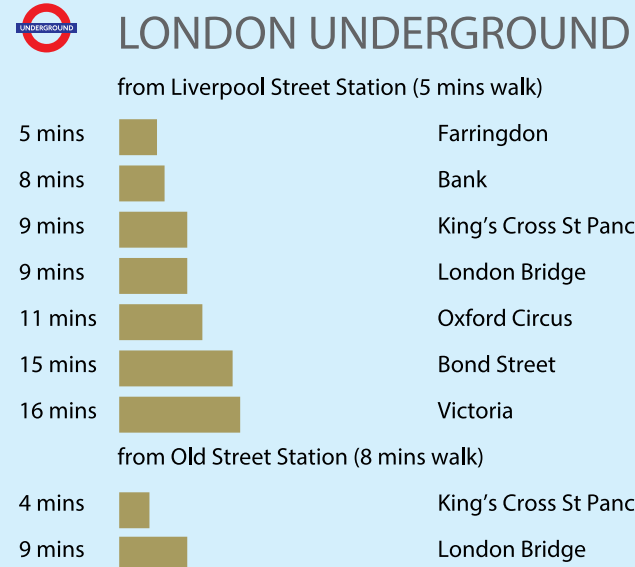 UNDERGROUND
LONDON UNDERGROUND
from Liverpool Street Station (5 mins walk)
5 mins Farringdon
8 mins Bank
9 mins King's Cross St Panc
9 mins London Bridge
11 mins Oxford Circus
15 mins Bond Street
16 mins Victoria
from Old Street Station (8 mins walk)
4 mins King's Cross St Panc
9 mins London Bridge